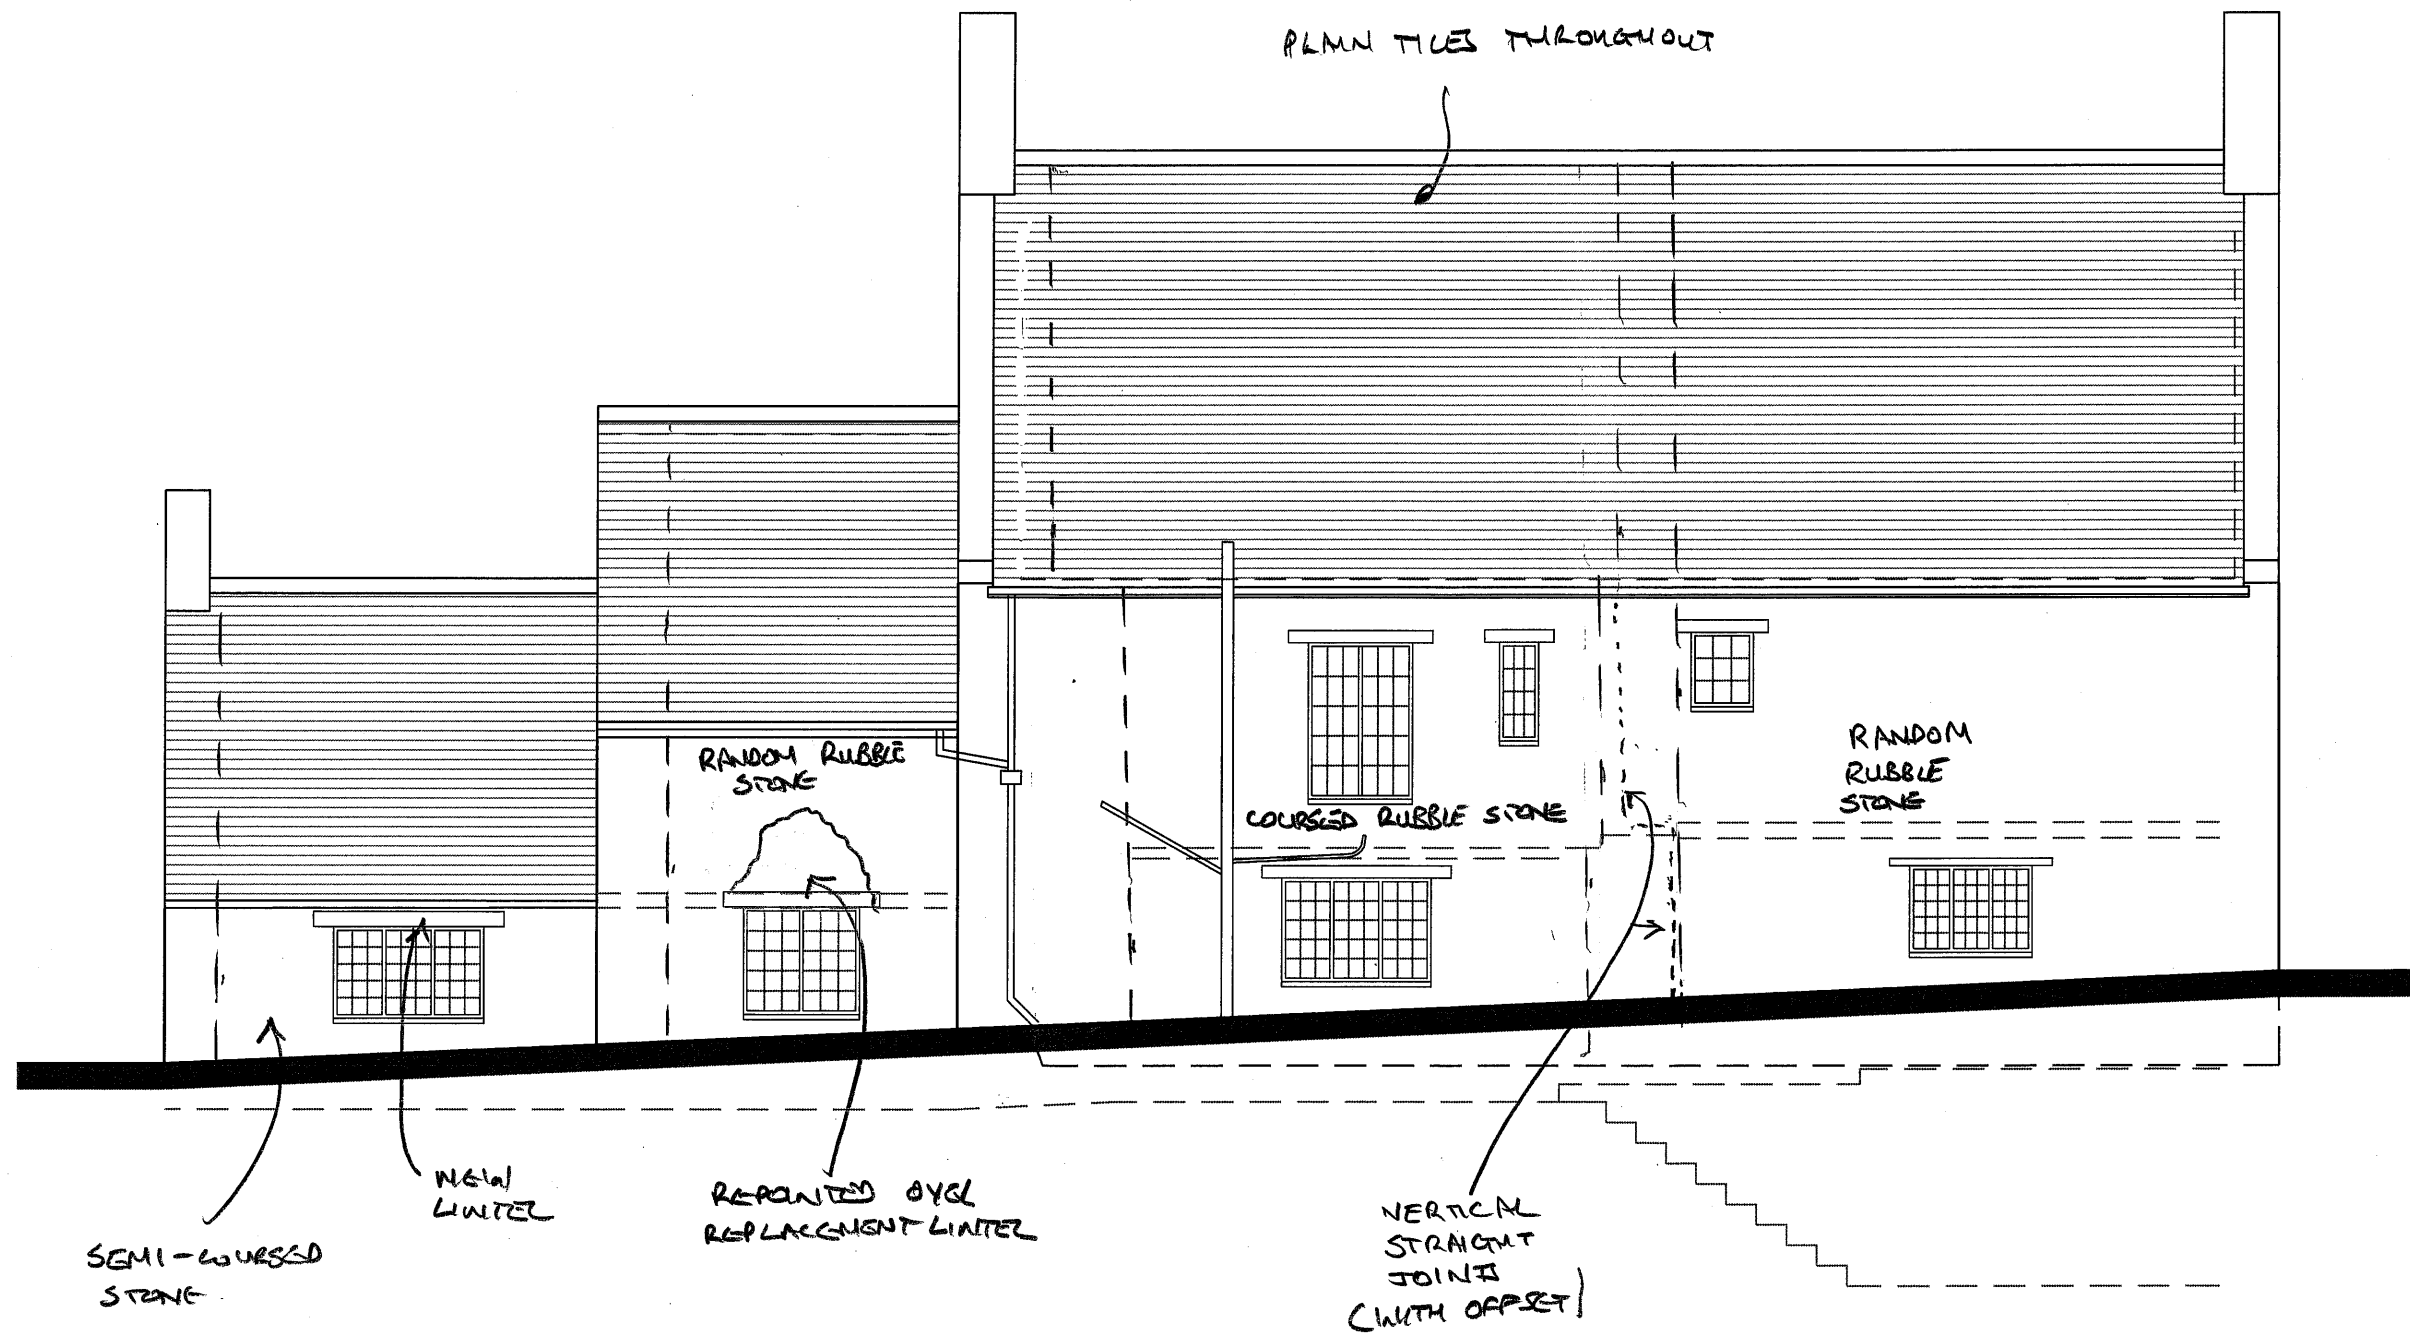 PLAIN TILES THROUGHOUT
RANDOM RUBBLE
STONE
RANDOM
RUBBLE
STONE
COURSED RUBBLE STONE
NEW
LINTEL
REPOINTED OVER
REPLACEMENT LINTEL
SEMI-COURSED
STONE
VERTICAL
STRAIGHT
JOINTS
(WITH OFFSET)